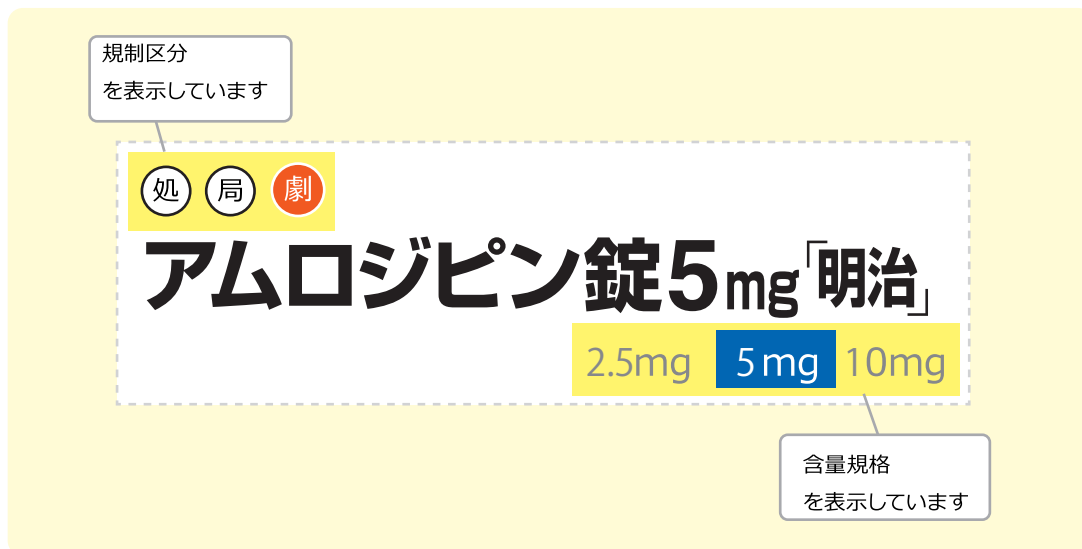 規制区分
を表示しています
処 局 劇
アムロジピン錠5mg「明治」
2.5mg 5mg 10mg
含量規格
を表示しています